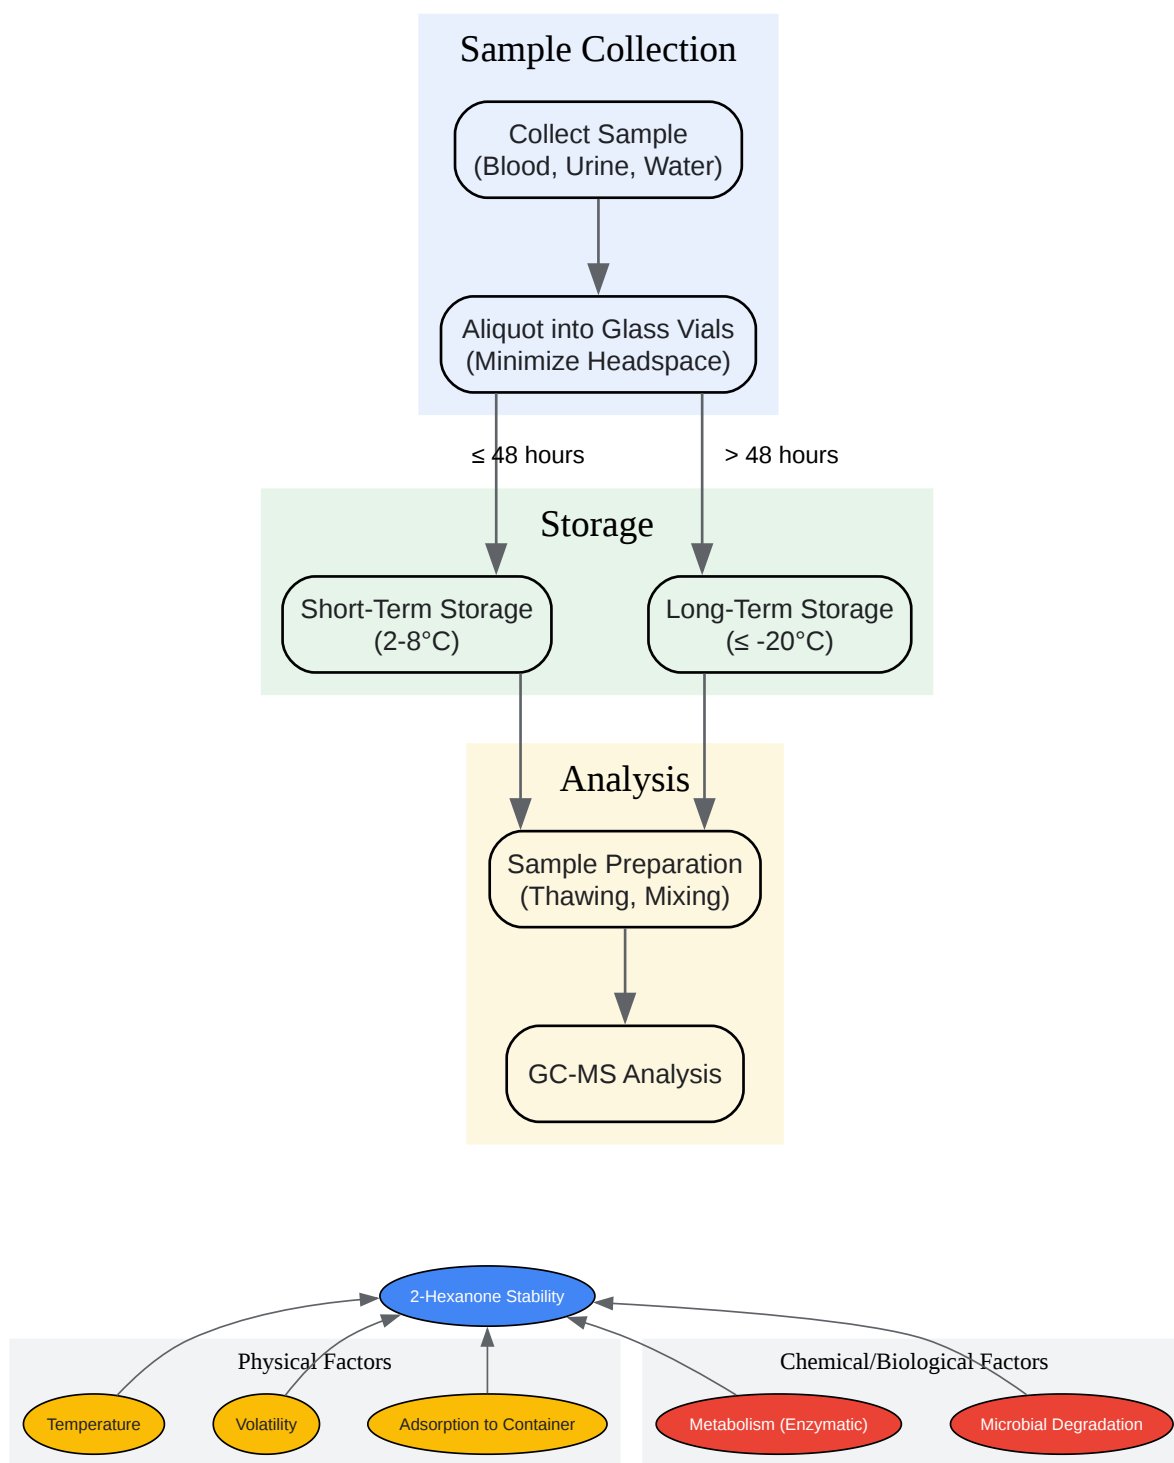 Sample Collection
Collect Sample
(Blood, Urine, Water)
Aliquot into Glass Vials
(Minimize Headspace)
≤ 48 hours
> 48 hours
Storage
Short-Term Storage
(2-8°C)
Long-Term Storage
(≤ -20°C)
Analysis
Sample Preparation
(Thawing, Mixing)
GC-MS Analysis
2-Hexanone Stability
Physical Factors
Chemical/Biological Factors
Temperature
Volatility
Adsorption to Container
Metabolism (Enzymatic)
Microbial Degradation